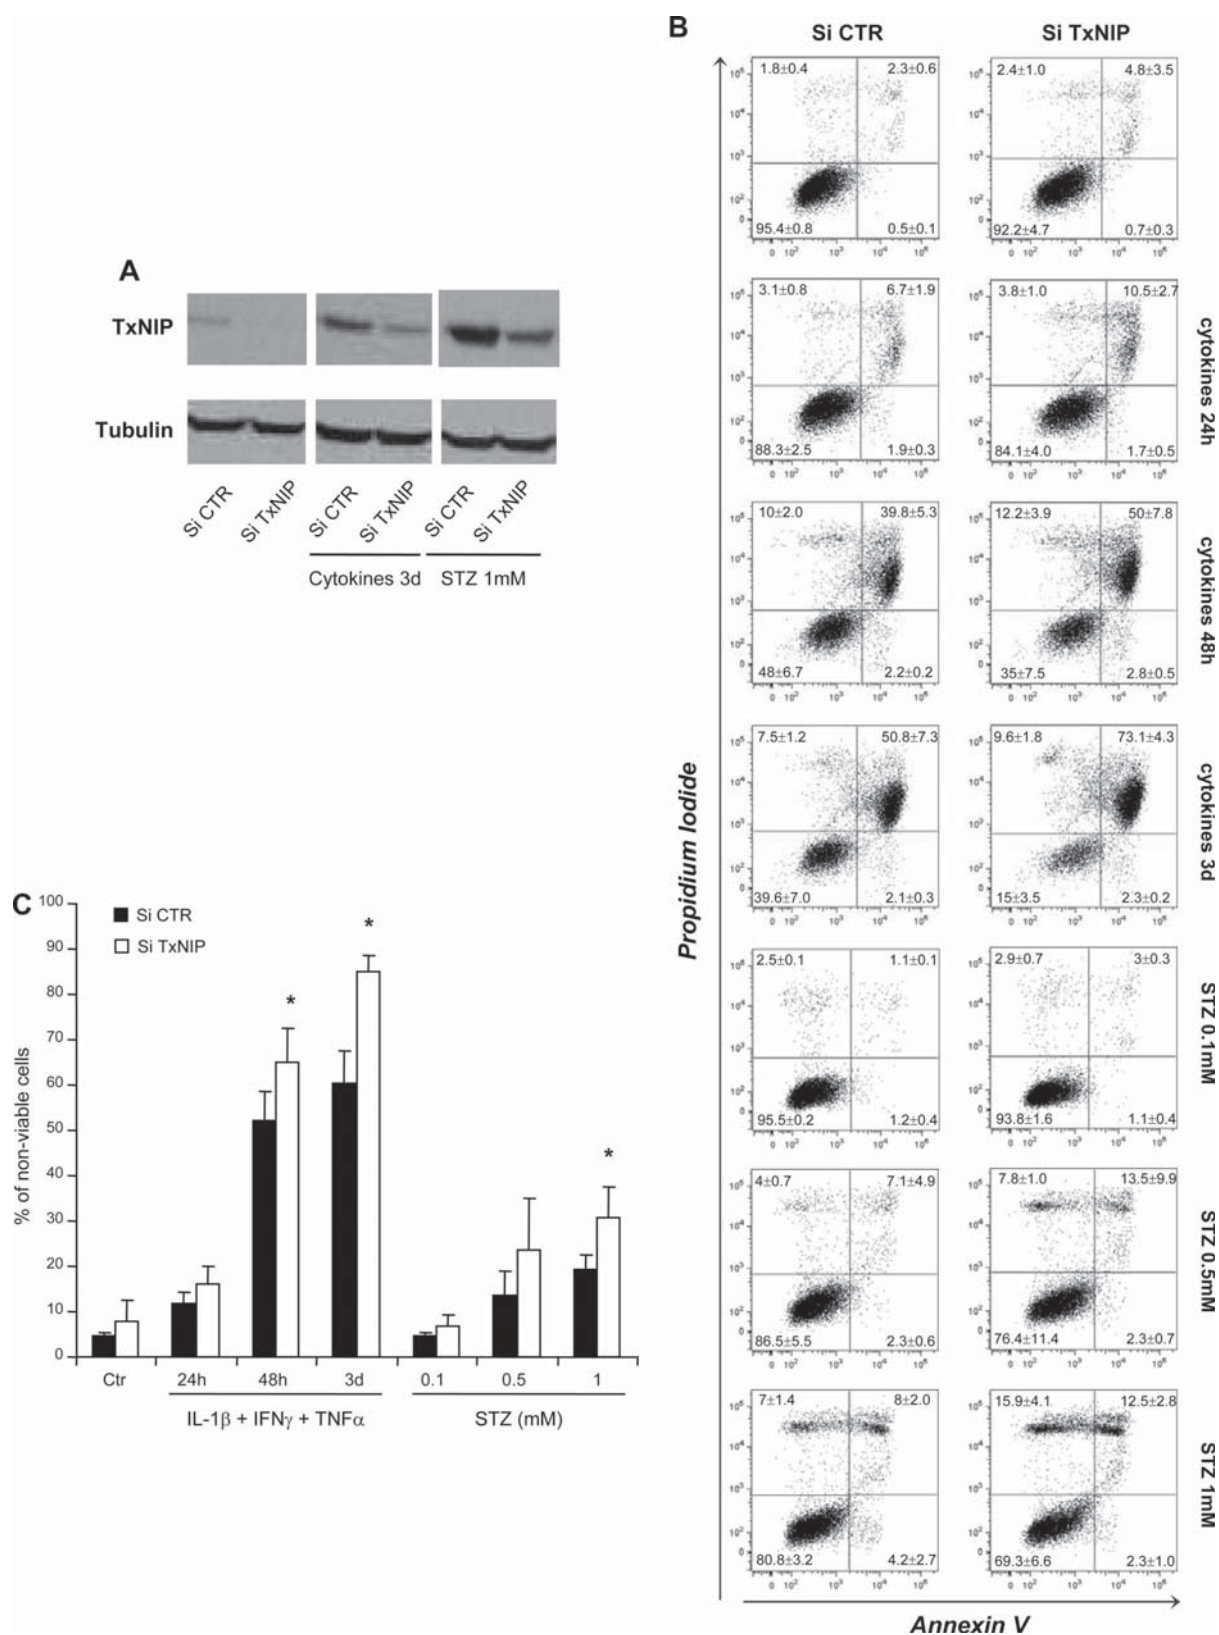 A
TxNIP
Tubulin
Si CTR
Si TxNIP
Si CTR
Si TxNIP
Si CTR
Si TxNIP
Cytokines 3d
STZ 1mM
B
Si CTR
Si TxNIP
1.8±0.4 2.3±0.6
95.4±0.8 0.5±0.1
2.4±1.0 4.8±3.5
92.2±4.7 0.7±0.3
3.1±0.8 6.7±1.9
88.3±2.5 1.9±0.3
3.8±1.0 10.5±2.7
84.1±4.0 1.7±0.5
cytokines 24h
10±2.0 39.8±5.3
48±6.7 2.2±0.2
12.2±3.9 50±7.8
35±7.5 2.8±0.5
cytokines 48h
7.5±1.2 50.8±7.3
39.6±7.0 2.1±0.3
9.6±1.8 73.1±4.3
15±3.5 2.3±0.2
cytokines 3d
2.5±0.1 1.1±0.1
95.5±0.2 1.2±0.4
2.9±0.7 3±0.3
93.8±1.6 1.1±0.4
STZ 0.1mM
4±0.7 7.1±4.9
86.5±5.5 2.3±0.6
7.8±1.0 13.5±9.9
76.4±11.4 2.3±0.7
STZ 0.5mM
7±1.4 8±2.0
80.8±3.2 4.2±2.7
15.9±4.1 12.5±2.8
69.3±6.6 2.3±1.0
STZ 1mM
Propidium Iodide
Annexin V
C
% of non-viable cells
100
90
80
70
60
50
40
30
20
10
0
Si CTR
Si TxNIP
*
*
*
Ctr 24h 48h 3d 0.1 0.5 1
IL-1β + IFNγ + TNFα STZ (mM)